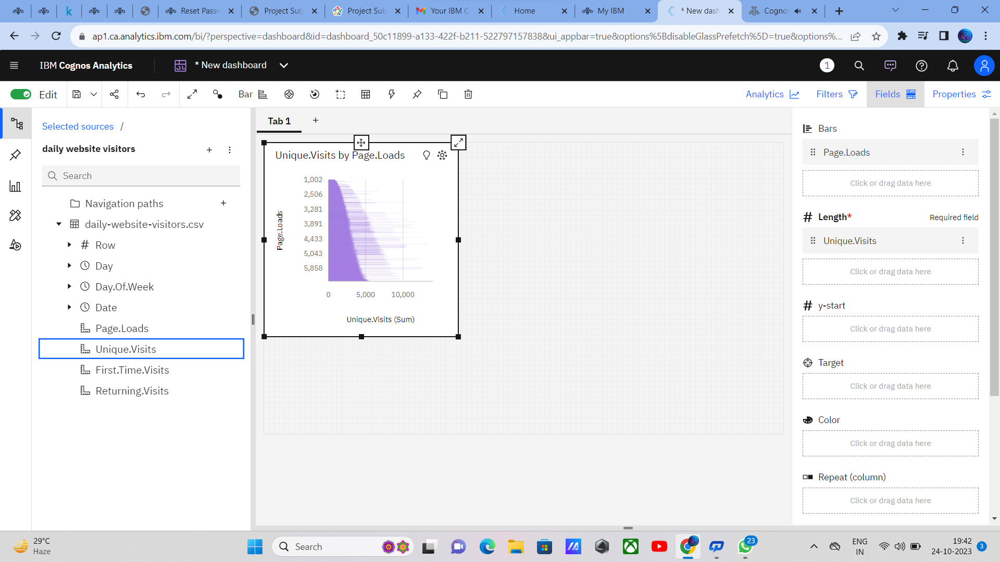 Reset Passw
Project Sub
Project Sub
Your IBM C
Home
My IBM
* New dash
Cognos
ap1.ca.analytics.ibm.com/bi/?perspective=dashboard&id=dashboard_50c11899-a133-422f-b211-522797157838&ui_appbar=true&options%5BdisableGlassPrefetch%5D=true&options%...
IBM Cognos Analytics
* New dashboard
1
Edit
Bar
Analytics
Filters
Fields
Properties
Selected sources /
daily website visitors
Search
Navigation paths
daily-website-visitors.csv
Row
Day
Day.Of.Week
Date
Page.Loads
Unique.Visits
First.Time.Visits
Returning.Visits
Tab 1
Unique.Visits by Page.Loads
Page.Loads
1,002
2,506
3,281
3,891
4,433
5,043
5,858
0
5,000
10,000
Unique.Visits (Sum)
Bars
Page.Loads
Click or drag data here
Length*
Required field
Unique.Visits
Click or drag data here
y-start
Click or drag data here
Target
Click or drag data here
Color
Click or drag data here
Repeat (column)
Click or drag data here
29°C
Haze
Search
23
ENG
IN
19:42
24-10-2023
3